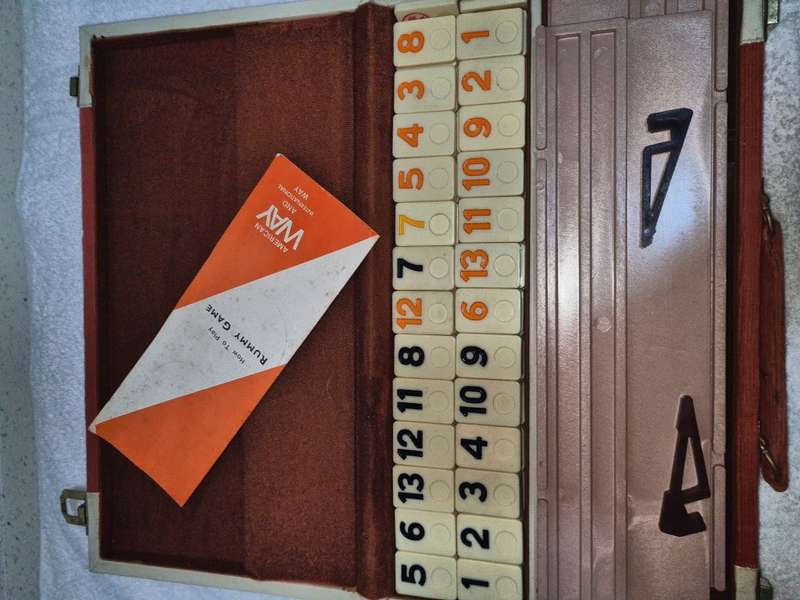 AMERICAN
WAY
AND
INTERNATIONAL
WAY
How To Play
RUMMY GAME
8 1
3 2
4 9
5 10
7 11
7 13
12 6
8 9
11 10
12 4
13 3
6 2
5 1